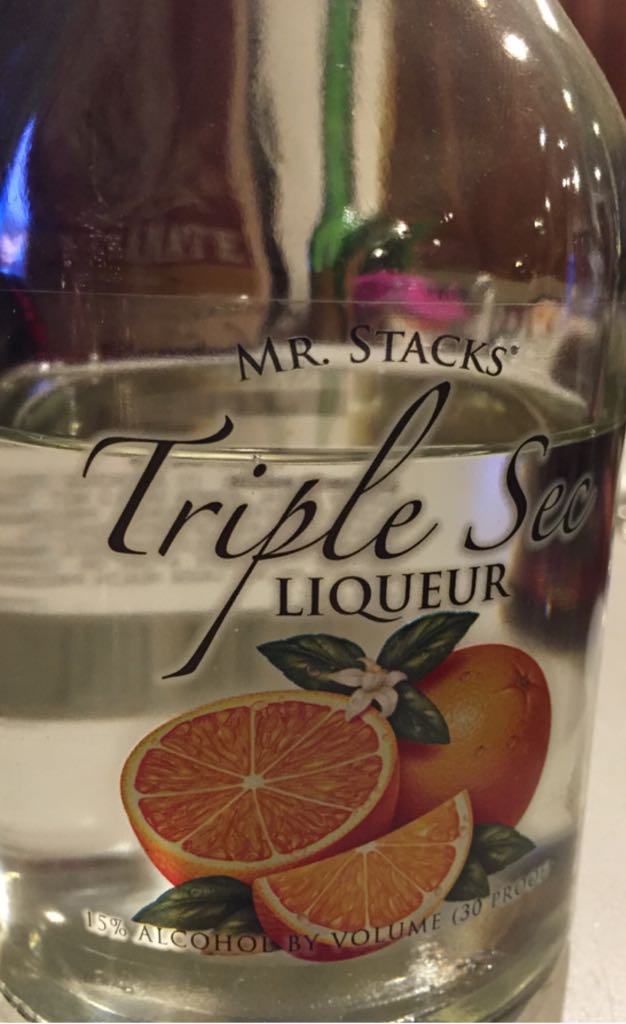 MR. STACKS®
Triple Sec
LIQUEUR
15% ALCOHOL BY VOLUME (30 PROOF